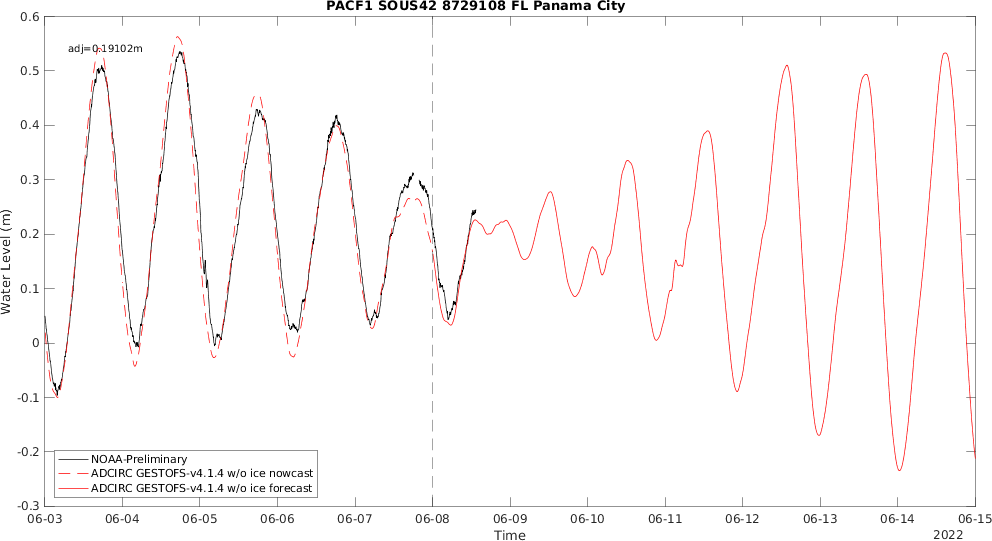 PACF1 SOUS42 8729108 FL Panama City
adj=0.19102m
0.6
0.5
0.4
0.3
0.2
0.1
0
-0.1
-0.2
-0.3
Water Level (m)
NOAA-Preliminary
ADCIRC GESTOFS-v4.1.4 w/o ice nowcast
ADCIRC GESTOFS-v4.1.4 w/o ice forecast
06-03 06-04 06-05 06-06 06-07 06-08 06-09 06-10 06-11 06-12 06-13 06-14 06-15
Time
2022